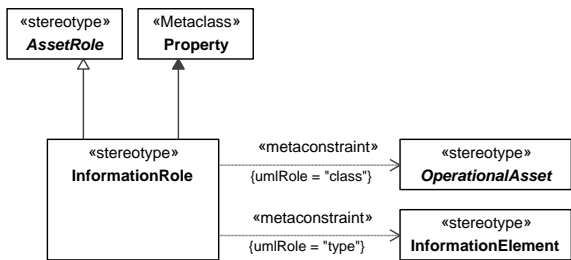 «stereotype»
AssetRole
«Metaclass»
Property
«stereotype»
InformationRole
«metaconstraint»
{umlRole = "class"}
«stereotype»
OperationalAsset
«metaconstraint»
{umlRole = "type"}
«stereotype»
InformationElement